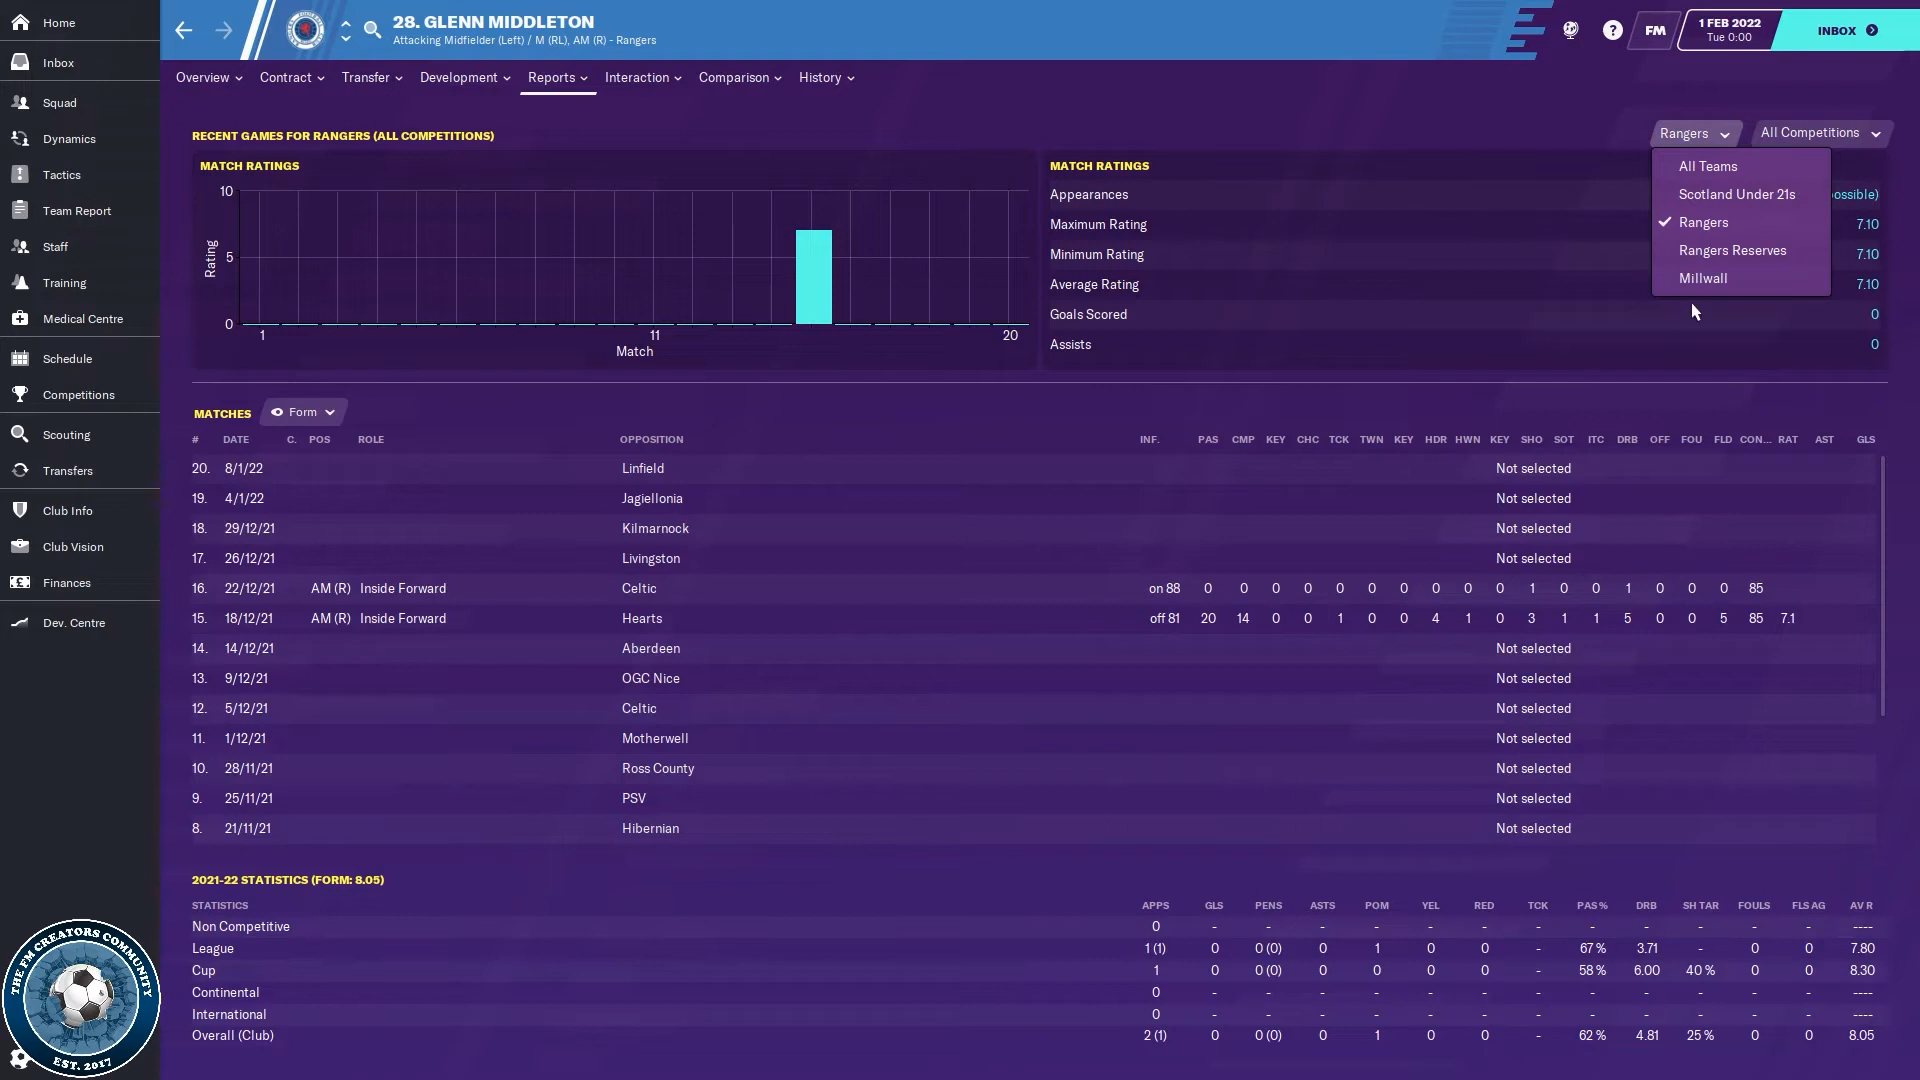 Home
Inbox
Squad
Dynamics
Tactics
Team Report
Staff
Training
Medical Centre
Schedule
Competitions
Scouting
Transfers
Club Info
Club Vision
Finances
Dev. Centre
THE FM CREATORS COMMUNITY
EST. 2017
28. GLENN MIDDLETON
Attacking Midfielder (Left) / M (RL), AM (R) - Rangers
? FM 1 FEB 2022 INBOX
Tue 0:00
Overview Contract Transfer Development Reports Interaction Comparison History
RECENT GAMES FOR RANGERS (ALL COMPETITIONS)
Rangers All Competitions
All Teams
Scotland Under 21s
Rangers
Rangers Reserves
Millwall
MATCH RATINGS
10
5
0
Rating
1 11 20
Match
MATCH RATINGS
Appearances ossible)
Maximum Rating 7.10
Minimum Rating 7.10
Average Rating 7.10
Goals Scored 0
Assists 0
MATCHES Form
# DATE C. POS ROLE OPPOSITION INF. PAS CMP KEY CHC TCK TWN KEY HDR HWN KEY SHO SOT ITC DRB OFF FOU FLD CON... RAT AST GLS
20. 8/1/22 Linfield Not selected
19. 4/1/22 Jagiellonia Not selected
18. 29/12/21 Kilmarnock Not selected
17. 26/12/21 Livingston Not selected
16. 22/12/21 AM (R) Inside Forward Celtic on 88 0 0 0 0 0 0 0 0 0 0 1 0 0 1 0 0 0 85
15. 18/12/21 AM (R) Inside Forward Hearts off 81 20 14 0 0 1 0 0 4 1 0 3 1 1 5 0 0 5 85 7.1
14. 14/12/21 Aberdeen Not selected
13. 9/12/21 OGC Nice Not selected
12. 5/12/21 Celtic Not selected
11. 1/12/21 Motherwell Not selected
10. 28/11/21 Ross County Not selected
9. 25/11/21 PSV Not selected
8. 21/11/21 Hibernian Not selected
2021-22 STATISTICS (FORM: 8.05)
STATISTICS APPS GLS PENS ASTS POM YEL RED TCK PAS % DRB SH TAR FOULS FLS AG AV R
Non Competitive 0 - - - - - - - - - - - - ----
League 1 (1) 0 0 (0) 0 1 0 0 - 67 % 3.71 - 0 0 7.80
Cup 1 0 0 (0) 0 0 0 0 - 58 % 6.00 40 % 0 0 8.30
Continental 0 - - - - - - - - - - - - ----
International 0 - - - - - - - - - - - - ----
Overall (Club) 2 (1) 0 0 (0) 0 1 0 0 - 62 % 4.81 25 % 0 0 8.05